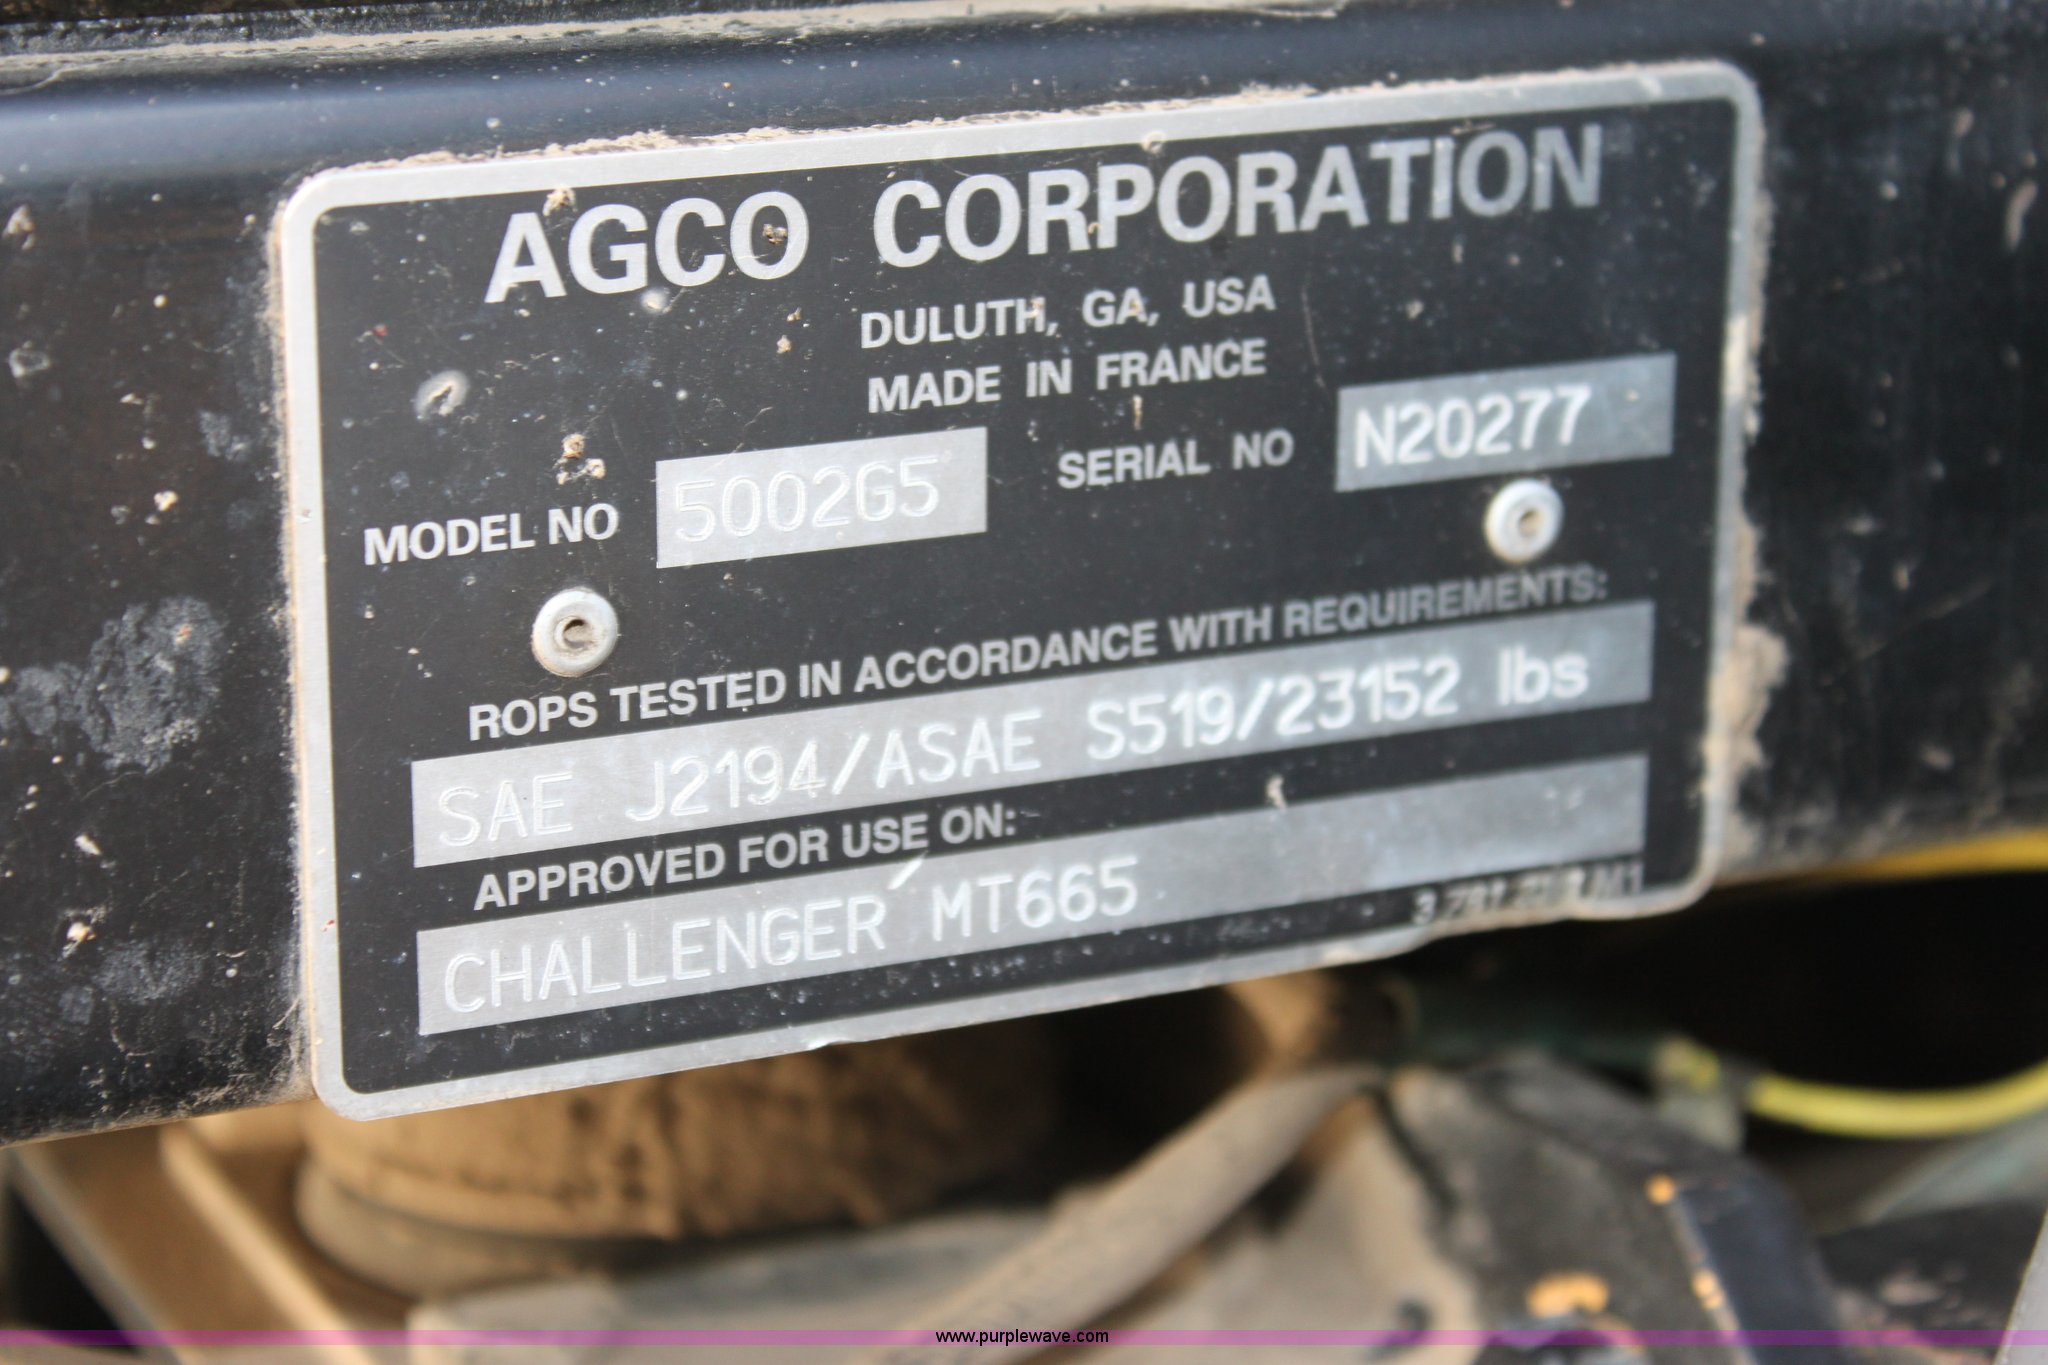 AGCO CORPORATION
DULUTH, GA, USA
MADE IN FRANCE
MODEL NO 5002G5 SERIAL NO N20277
ROPS TESTED IN ACCORDANCE WITH REQUIREMENTS:
SAE J2194/ASAE S519/23152 lbs
APPROVED FOR USE ON:
CHALLENGER MT665
www.purplewave.com